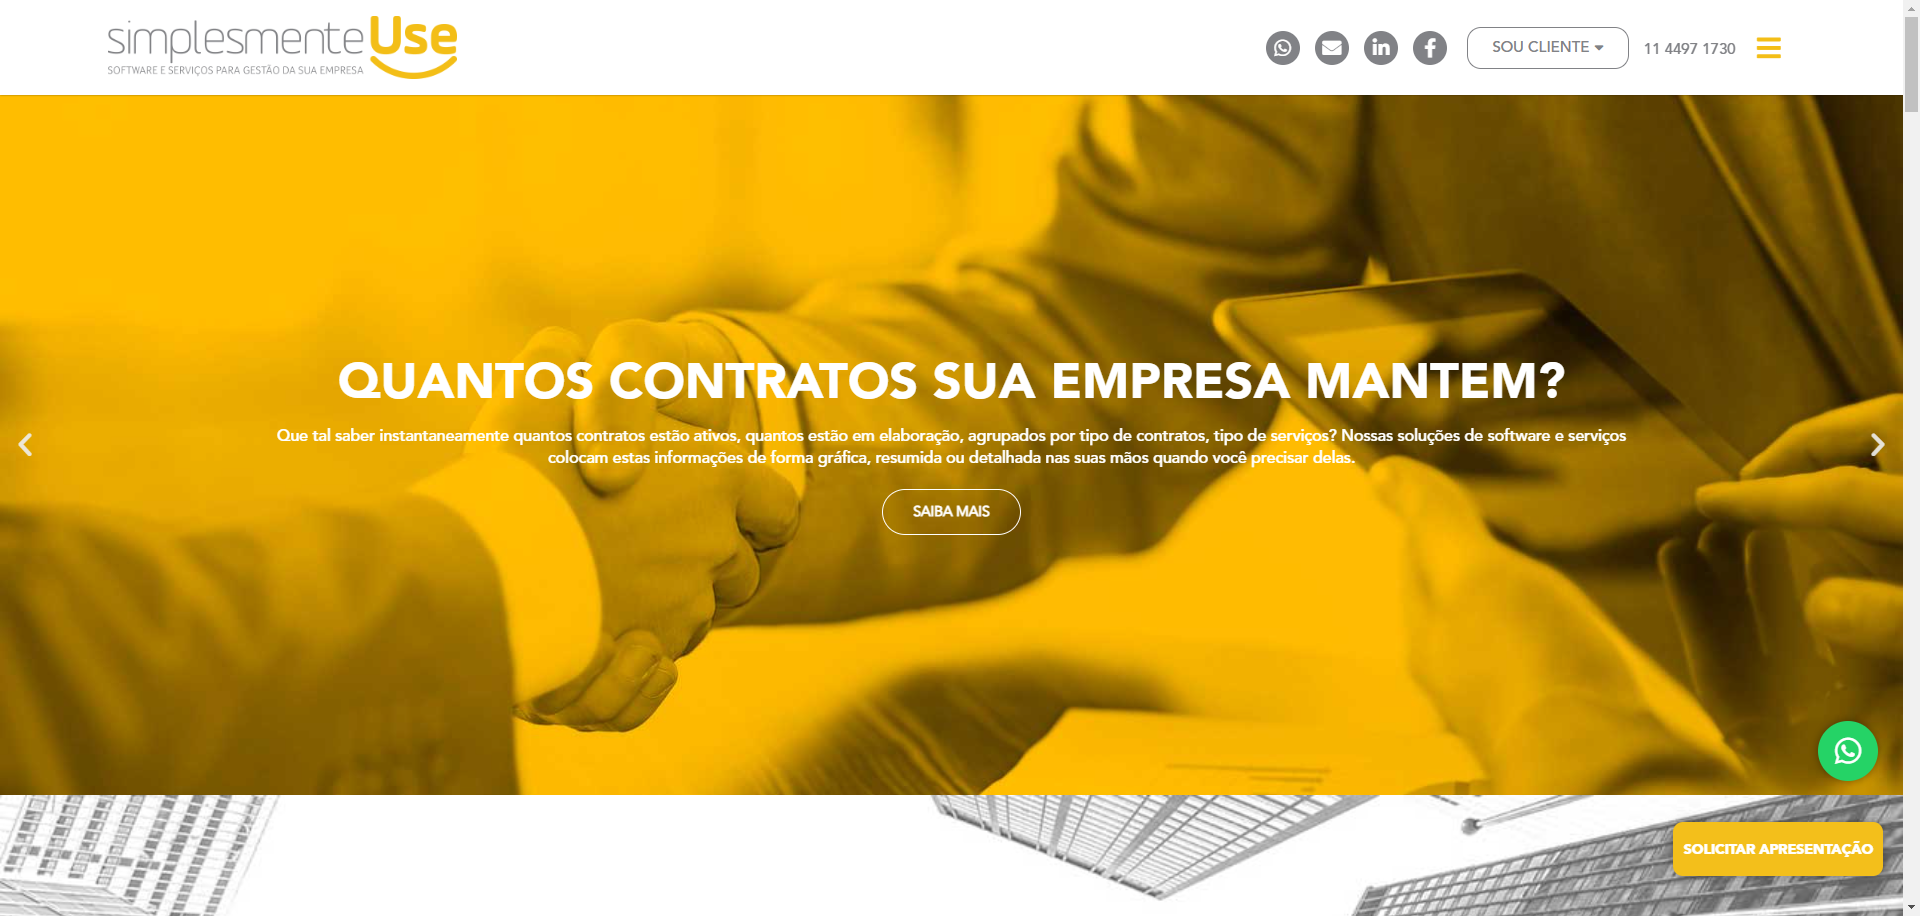 simplesmenteUse
SOFTWARE E SERVIÇOS PARA GESTÃO DA SUA EMPRESA
SOU CLIENTE
11 4497 1730
QUANTOS CONTRATOS SUA EMPRESA MANTEM?
Que tal saber instantaneamente quantos contratos estão ativos, quantos estão em elaboração, agrupados por tipo de contratos, tipo de serviços? Nossas soluções de software e serviços
colocam estas informações de forma gráfica, resumida ou detalhada nas suas mãos quando você precisar delas.
SAIBA MAIS
SOLICITAR APRESENTAÇÃO